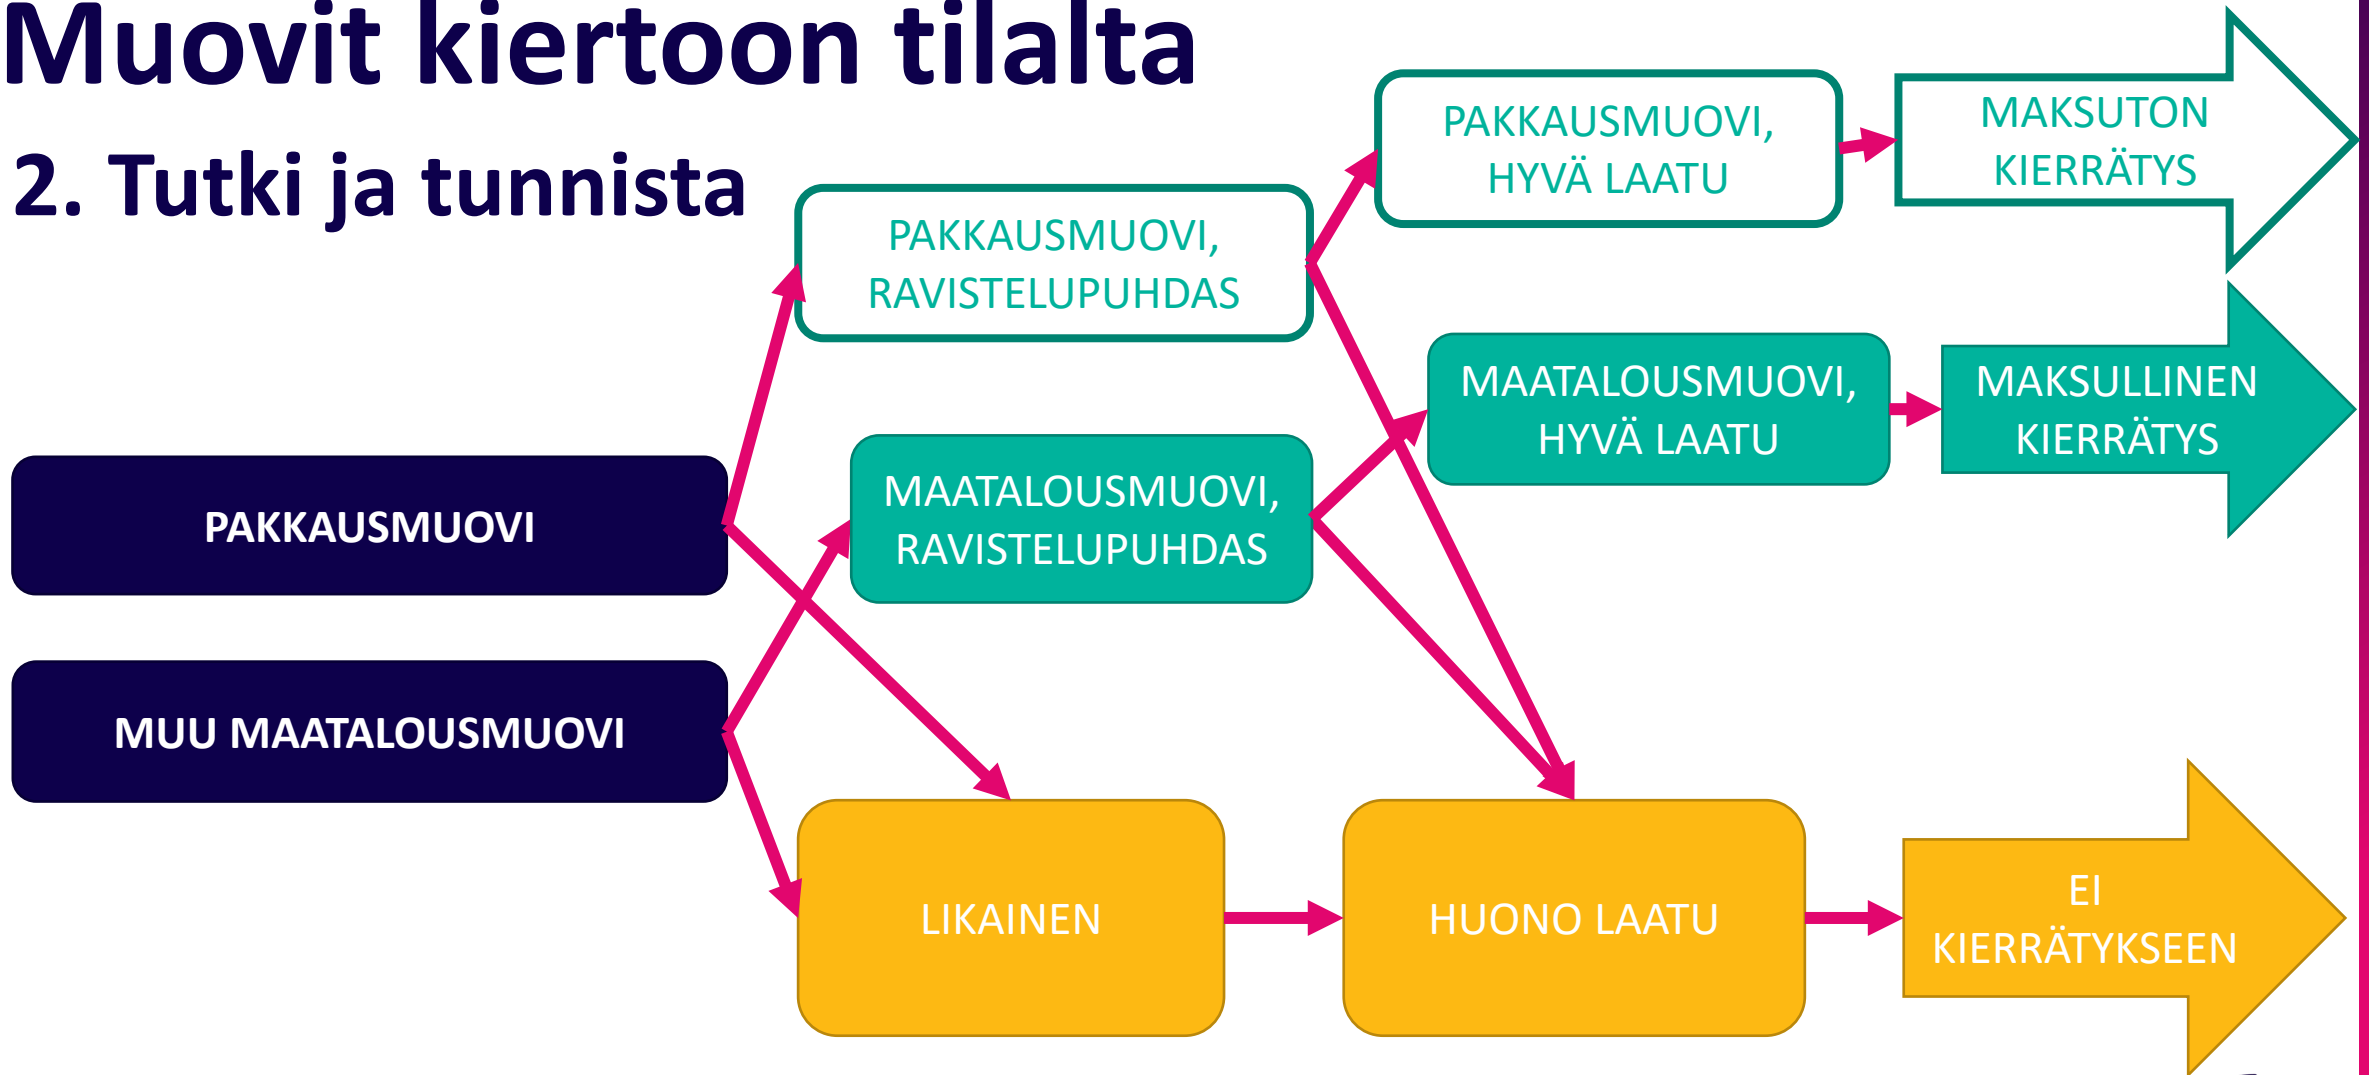 Muovit kiertoon tilalta
2. Tutki ja tunnista
PAKKAUSMUOVI
MUU MAATALOUSMUOVI
PAKKAUSMUOVI,
RAVISTELUPUHDAS
MAATALOUSMUOVI,
RAVISTELUPUHDAS
LIKAINEN
PAKKAUSMUOVI,
HYVÄ LAATU
MAATALOUSMUOVI,
HYVÄ LAATU
HUONO LAATU
MAKSUTON
KIERRÄTYS
MAKSULLINEN
KIERRÄTYS
EI
KIERRÄTYKSEEN